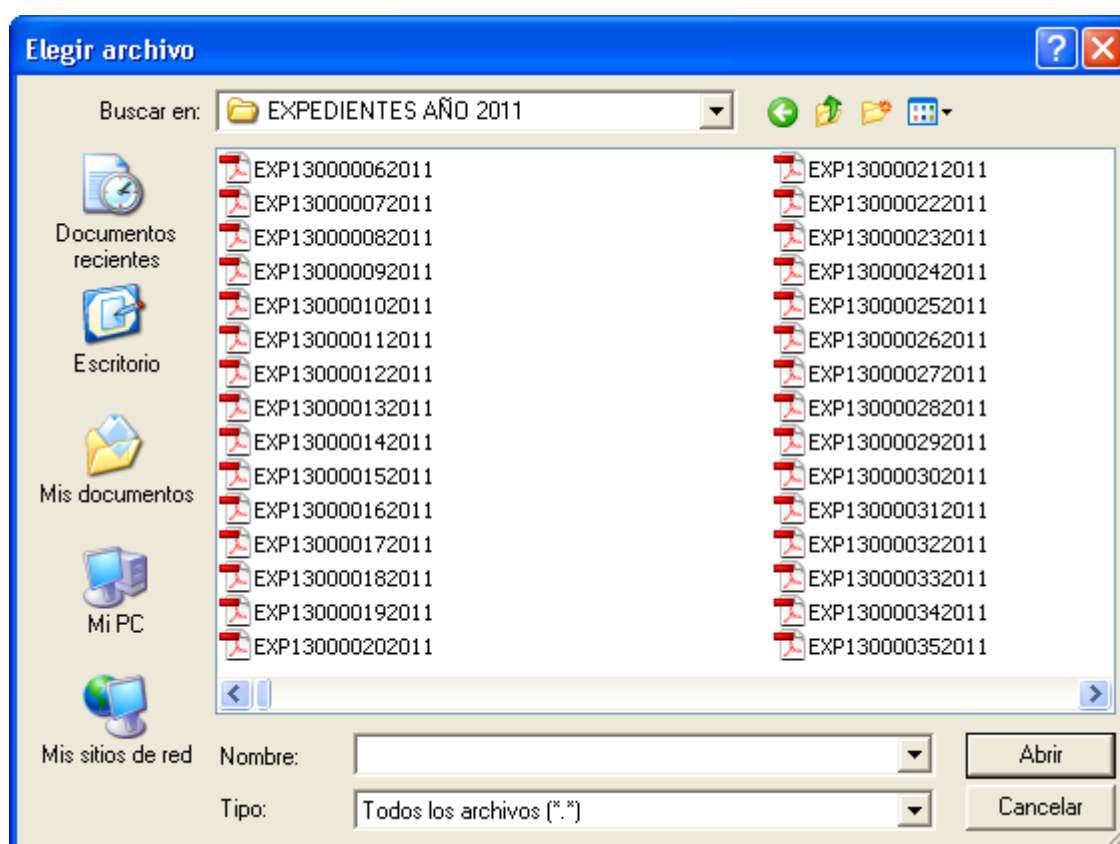 Elegir archivo
Buscar en:
EXPEDIENTES AÑO 2011
Documentos
recientes
Escritorio
Mis documentos
Mi PC
Mis sitios de red
EXP130000062011
EXP130000072011
EXP130000082011
EXP130000092011
EXP130000102011
EXP130000112011
EXP130000122011
EXP130000132011
EXP130000142011
EXP130000152011
EXP130000162011
EXP130000172011
EXP130000182011
EXP130000192011
EXP130000202011
EXP130000212011
EXP130000222011
EXP130000232011
EXP130000242011
EXP130000252011
EXP130000262011
EXP130000272011
EXP130000282011
EXP130000292011
EXP130000302011
EXP130000312011
EXP130000322011
EXP130000332011
EXP130000342011
EXP130000352011
Nombre:
Abrir
Tipo:
Todos los archivos (*.*)
Cancelar